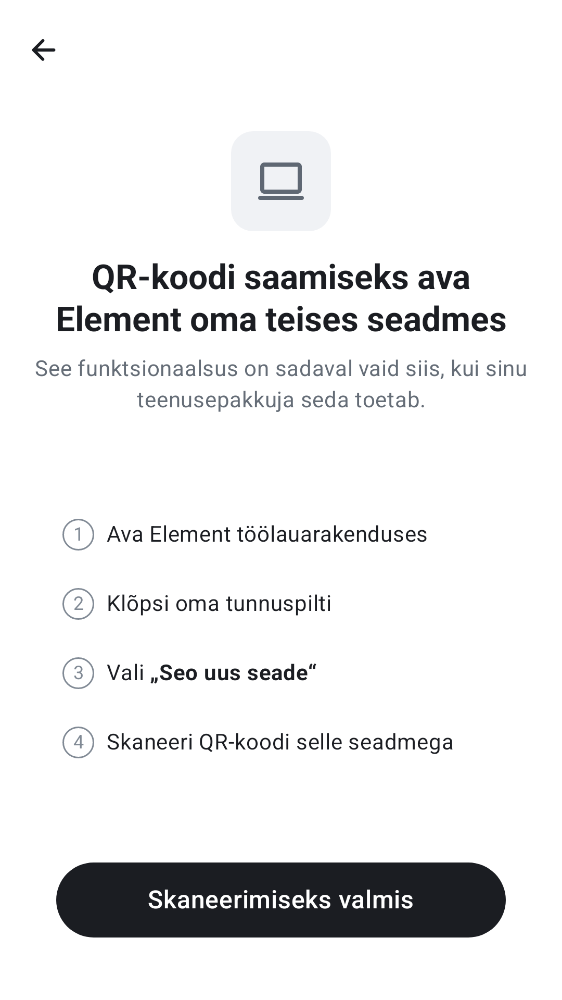 QR-koodi saamiseks ava
Element oma teises seadmes
See funktsionaalsus on sadaval vaid siis, kui sinu
teenusepakkuja seda toetab.
1 Ava Element töölauarakenduses
2 Klõpsi oma tunnuspilti
3 Vali „Seo uus seade“
4 Skaneeri QR-koodi selle seadmega
Skaneerimiseks valmis